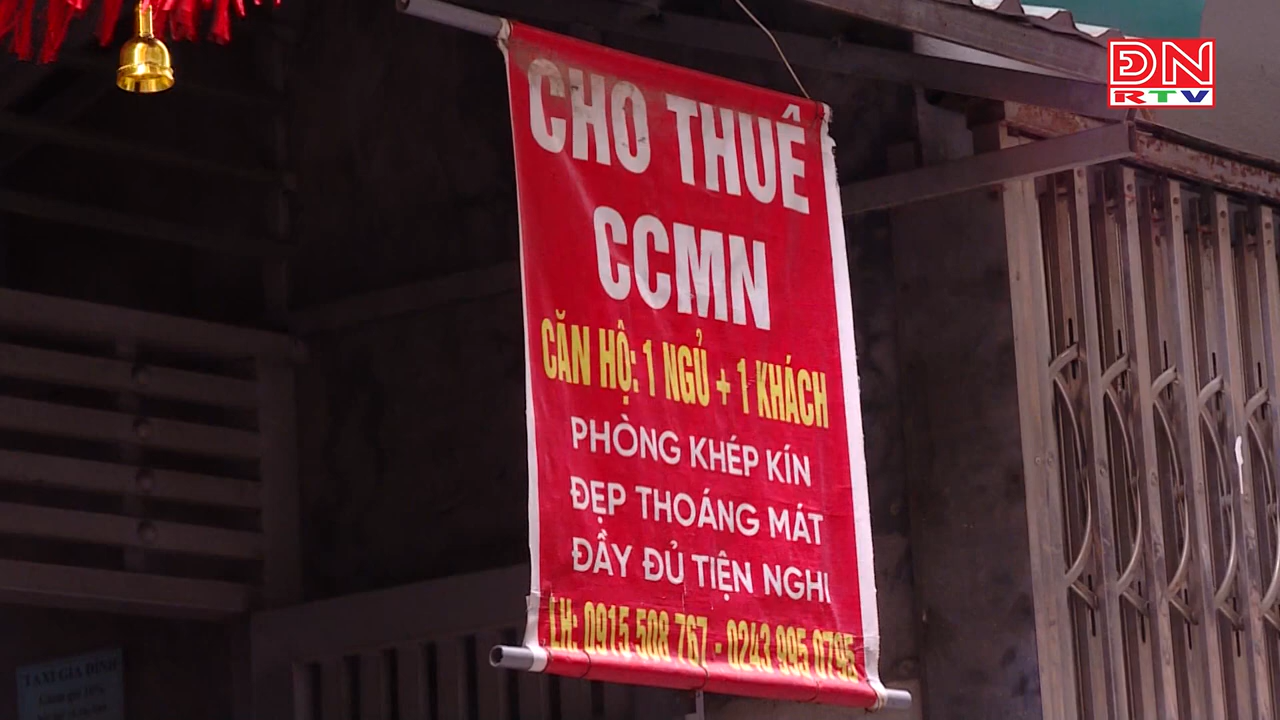 ĐN
RTV
CHO THUÊ
CCMN
CĂN HỘ: 1 NGỦ + 1 KHÁCH
PHÒNG KHÉP KÍN
ĐẸP THOÁNG MÁT
ĐẦY ĐỦ TIỆN NGHI
LH: 0915 508 767 - 0243 995 0795
TAXI GIA ĐÌNH